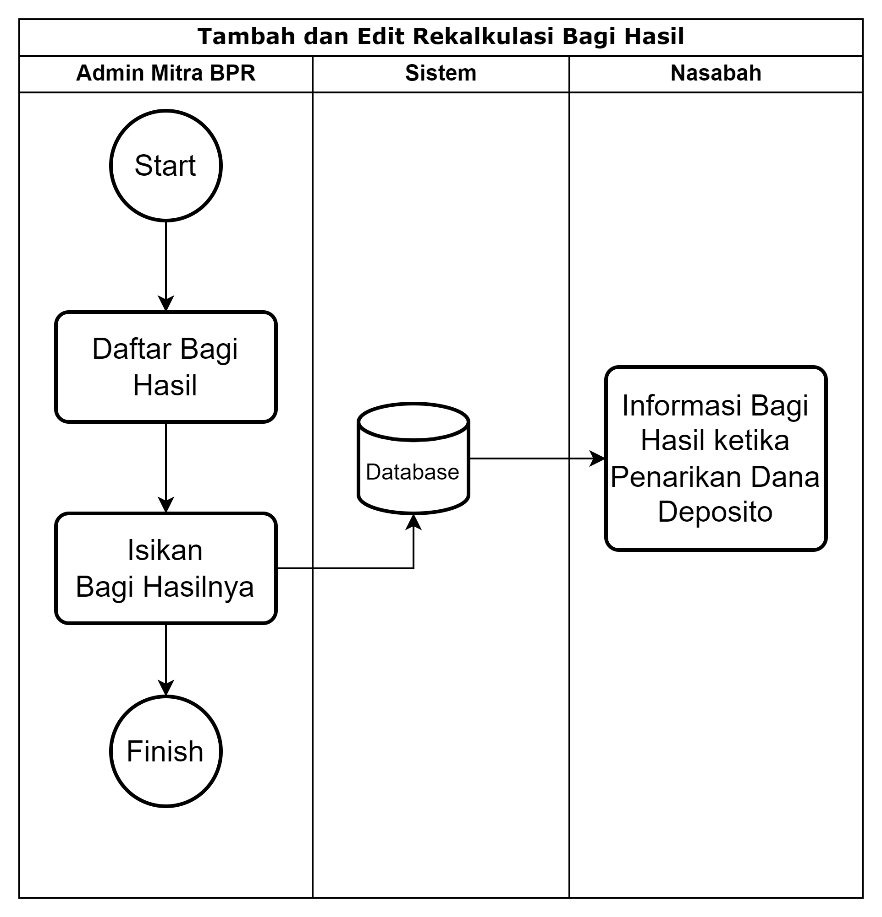 Tambah dan Edit Rekalkulasi Bagi Hasil
Admin Mitra BPR
Sistem
Nasabah
Start
Daftar Bagi
Hasil
Isikan
Bagi Hasilnya
Finish
Database
Informasi Bagi
Hasil ketika
Penarikan Dana
Deposito